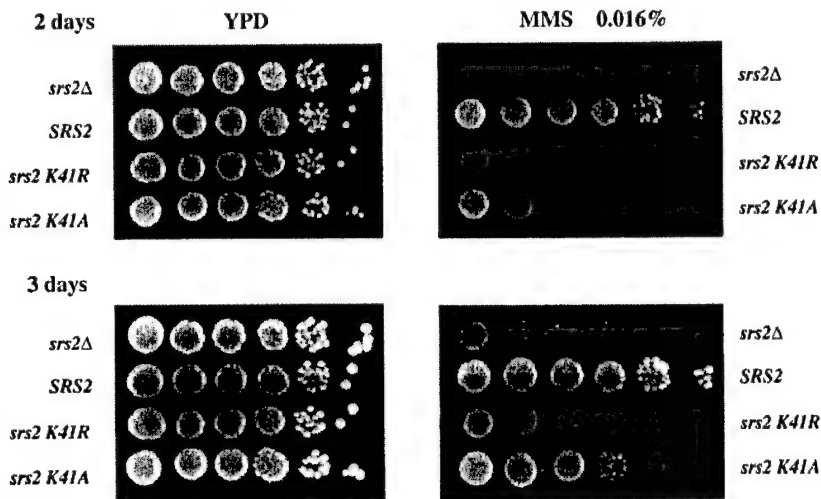 2 days YPD MMS 0.016%
srs2Δ srs2Δ
SRS2 SRS2
srs2 K41R srs2 K41R
srs2 K41A srs2 K41A
3 days
srs2Δ srs2Δ
SRS2 SRS2
srs2 K41R srs2 K41R
srs2 K41A srs2 K41A